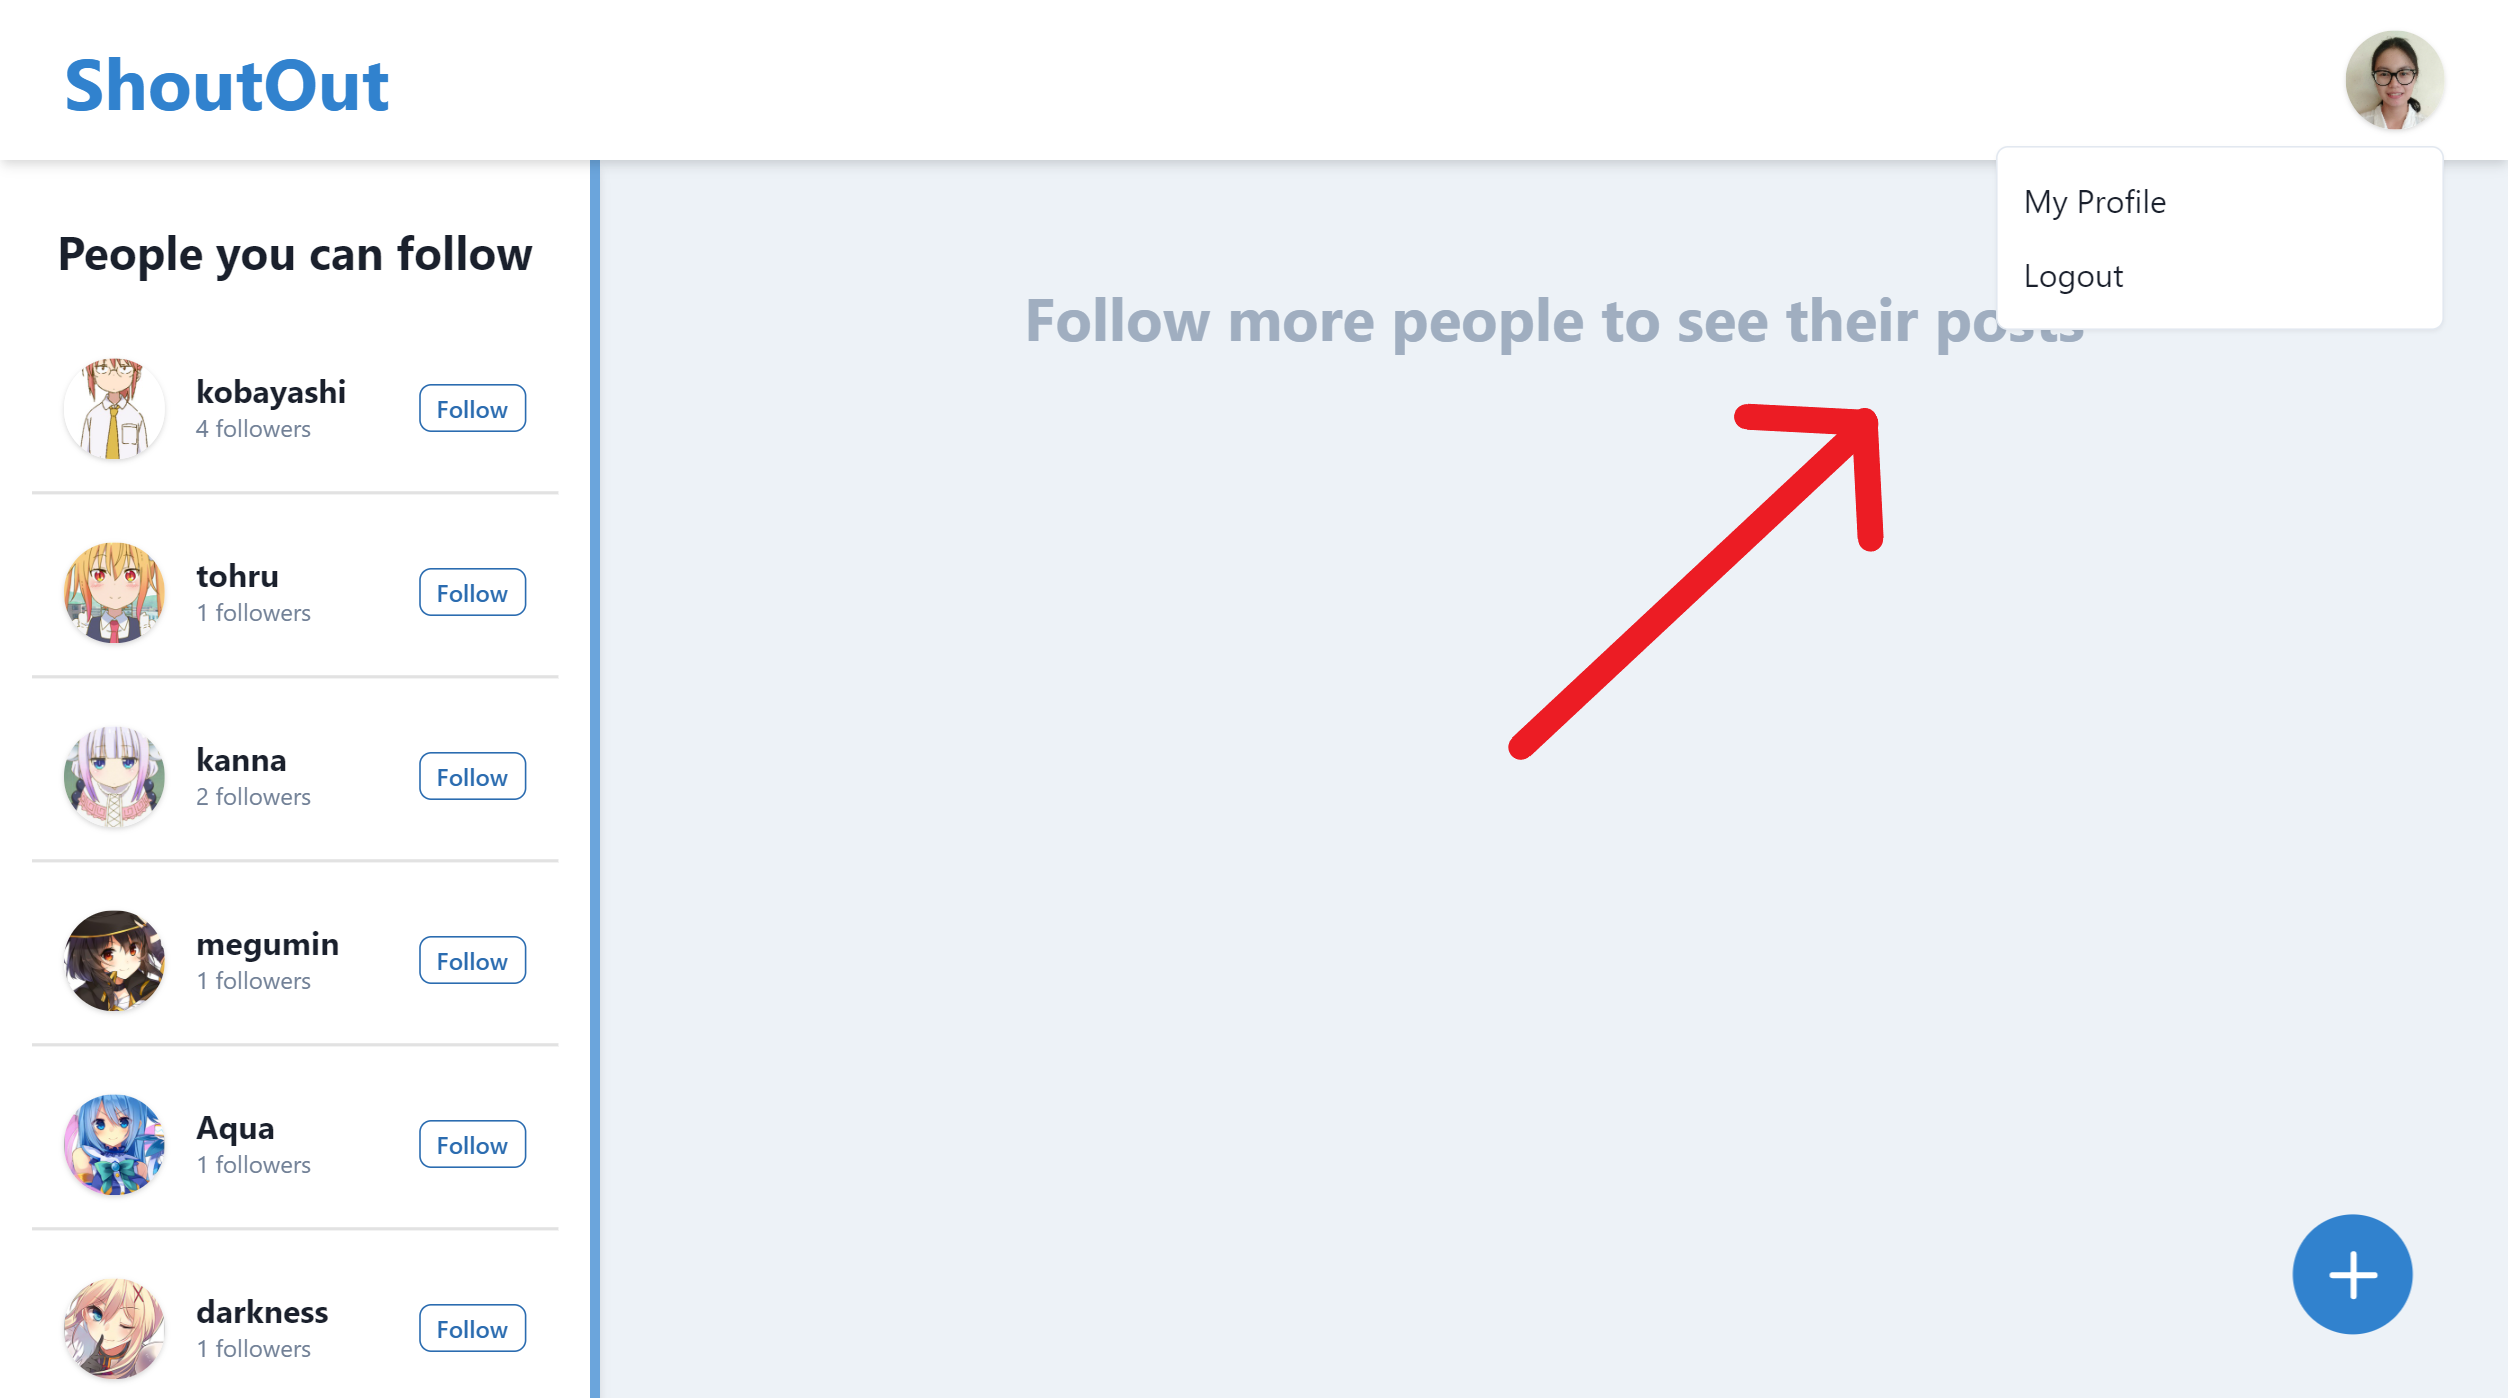 ShoutOut
My Profile
Logout
People you can follow
Follow more people to see their posts
kobayashi
4 followers
Follow
tohru
1 followers
Follow
kanna
2 followers
Follow
megumin
1 followers
Follow
Aqua
1 followers
Follow
darkness
1 followers
Follow